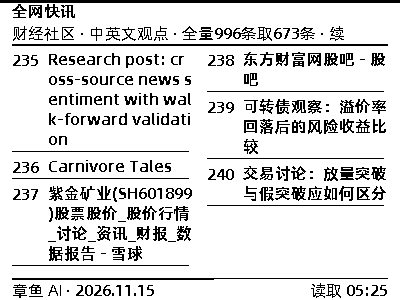 全网快讯
财经社区 · 中英文观点 · 全量996条取673条 · 续
235 Research post: cr
oss-source news s
entiment with wal
k-forward validati
on
236 Carnivore Tales
237 紫金矿业(SH601899
)股票股价_股价行情
_讨论_资讯_财报_数
据报告 - 雪球
238 东方财富网股吧 - 股
吧
239 可转债观察：溢价率
回落后的风险收益比
较
240 交易讨论：放量突破
与假突破应如何区分
章鱼 AI · 2026.11.15
读取 05:25